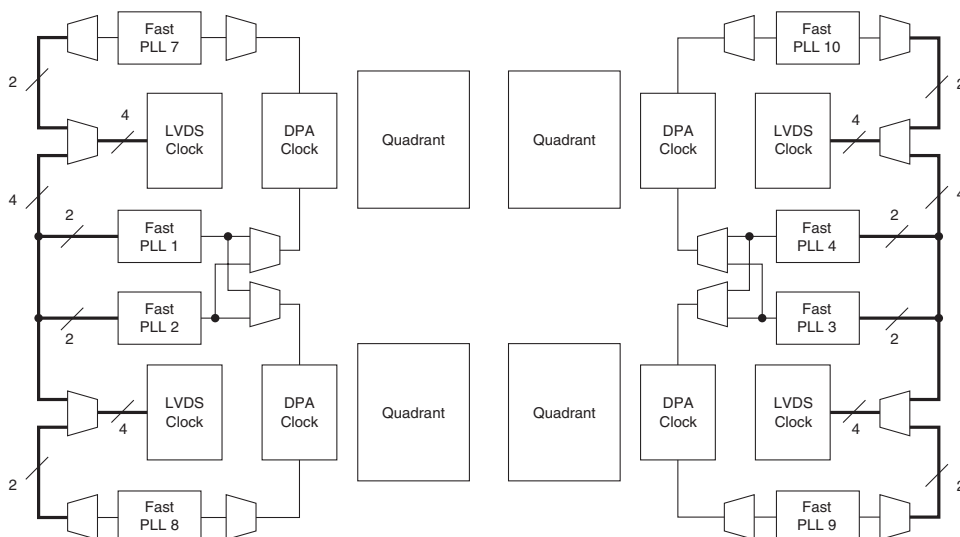 Fast
PLL 7
Fast
PLL 10
2
2
4
LVDS
Clock
DPA
Clock
Quadrant
Quadrant
DPA
Clock
LVDS
Clock
4
4
4
2
Fast
PLL 1
Fast
PLL 4
2
2
Fast
PLL 2
Fast
PLL 3
2
4
LVDS
Clock
DPA
Clock
Quadrant
Quadrant
DPA
Clock
LVDS
Clock
4
2
2
Fast
PLL 8
Fast
PLL 9